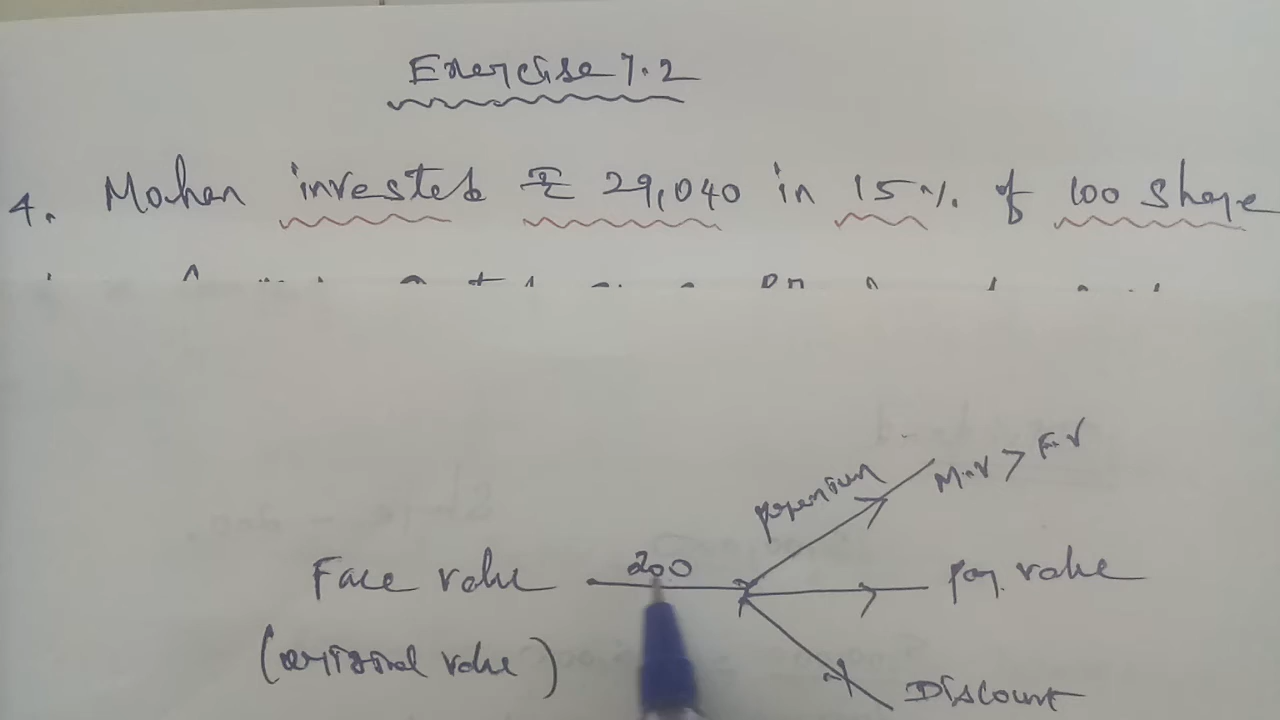 Exercise 7.2
4. Mohan invested ₹ 29,040 in 15% of 100 share
premium M.V > F.V
Face value 200 par value
(original value)
Discount